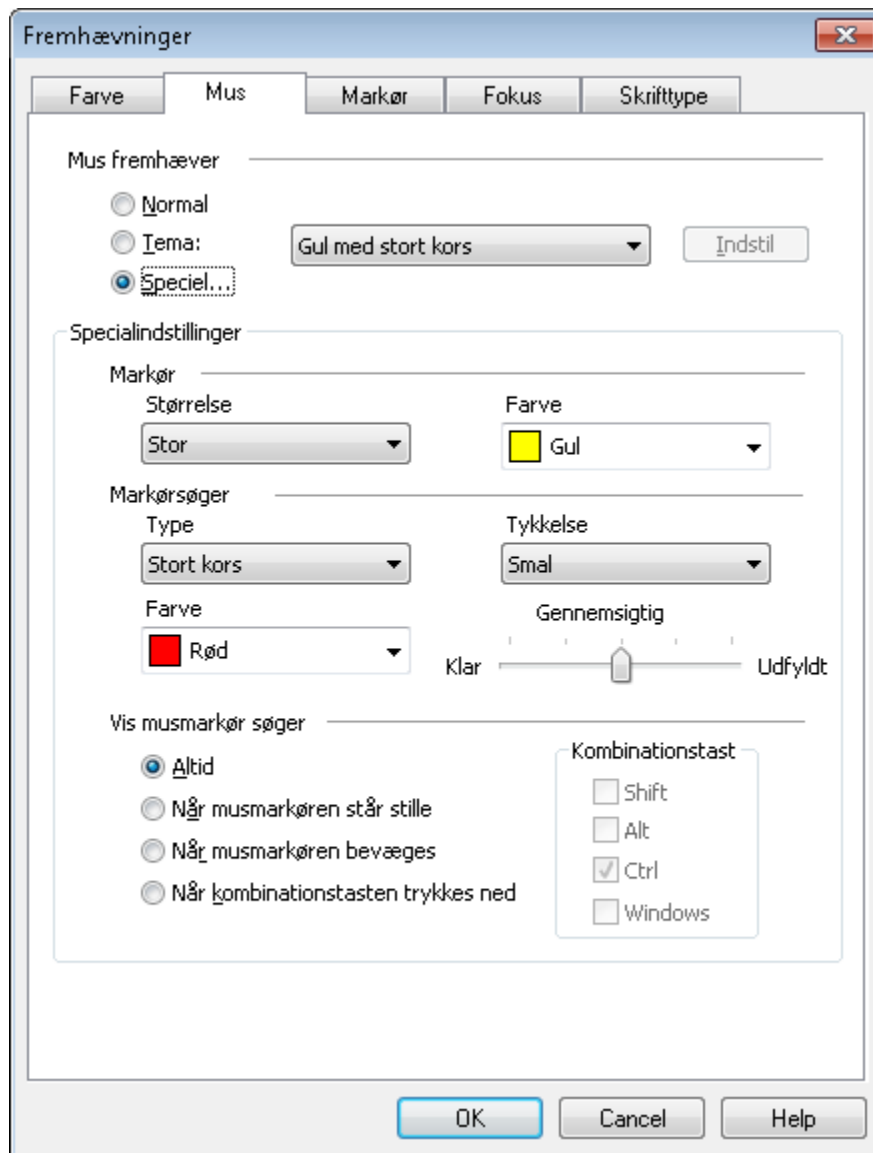 Fremhævninger
Farve Mus Markør Fokus Skrifttype
Mus fremhæver
Normal
Tema: Gul med stort kors Indstil
Speciel...
Specialindstillinger
Markør
Størrelse Farve
Stor Gul
Markørsøger
Type Tykkelse
Stort kors Smal
Farve Gennemsigtig
Rød Klar Udfyldt
Vis musmarkør søger
Kombinationstast
Altid Shift
Når musmarkøren står stille Alt
Når musmarkøren bevæges Ctrl
Når kombinationstasten trykkes ned Windows
OK Cancel Help